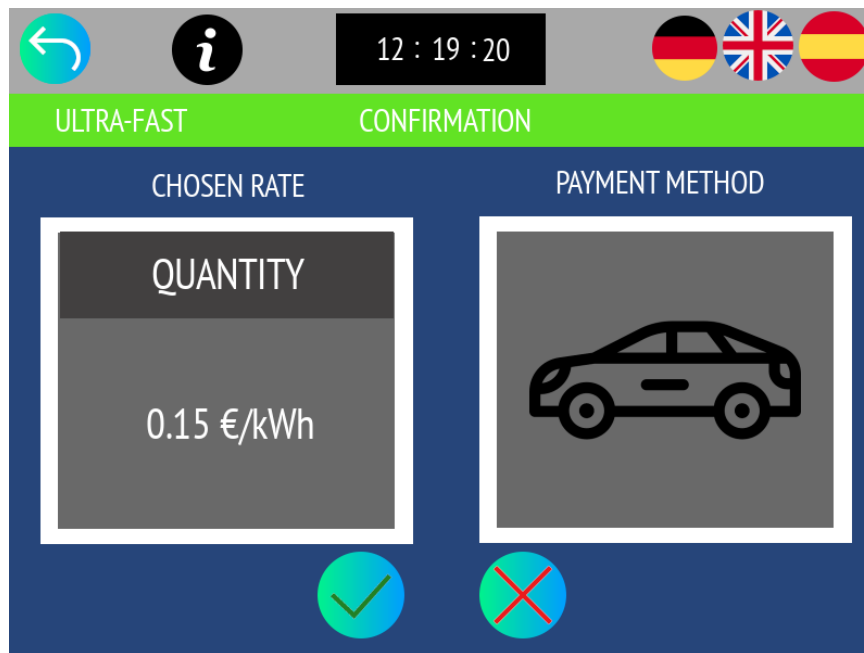 i
12 : 19 : 20
ULTRA-FAST
CONFIRMATION
CHOSEN RATE
PAYMENT METHOD
QUANTITY
0.15 €/kWh